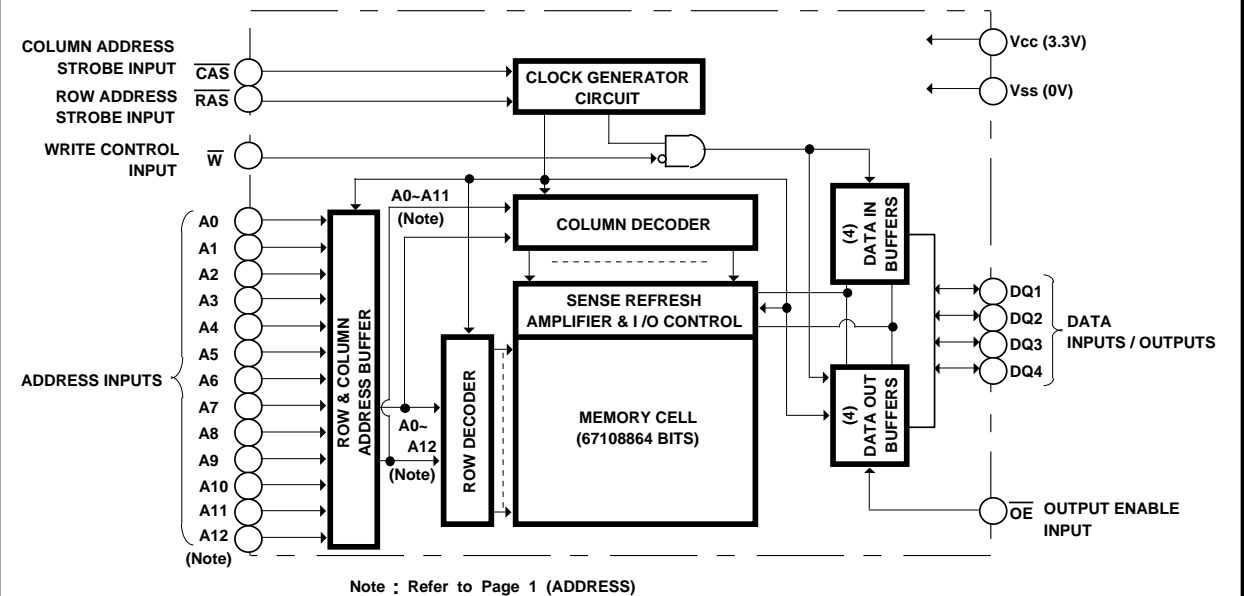 COLUMN ADDRESS
STROBE INPUT
CAS
ROW ADDRESS
STROBE INPUT
RAS
WRITE CONTROL
INPUT
W
CLOCK GENERATOR
CIRCUIT
Vcc (3.3V)
Vss (0V)
ADDRESS INPUTS
A0
A1
A2
A3
A4
A5
A6
A7
A8
A9
A10
A11
A12
(Note)
ROW & COLUMN
ADDRESS BUFFER
A0~A11
(Note)
COLUMN DECODER
SENSE REFRESH
AMPLIFIER & I /O CONTROL
A0~
A12
(Note)
ROW DECODER
MEMORY CELL
(67108864 BITS)
(4)
DATA IN
BUFFERS
(4)
DATA OUT
BUFFERS
DQ1
DQ2
DQ3
DQ4
DATA
INPUTS / OUTPUTS
OE OUTPUT ENABLE
INPUT
Note : Refer to Page 1 (ADDRESS)